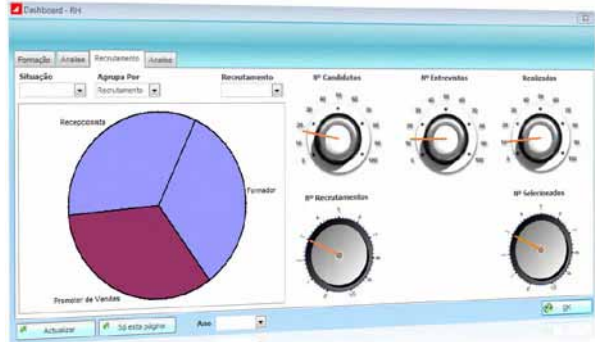 Dashboard - RH
Formação Analise Recrutamento Analise
Situação Agrupa Por Recrutamento
Recrutamento
Nº Candidatos Nº Entrevistas Realizadas
Recepcionista
Formador
Promotor de Vendas
Nº Recrutamentos Nº Selecionados
Actualizar Só esta página Ano
OK